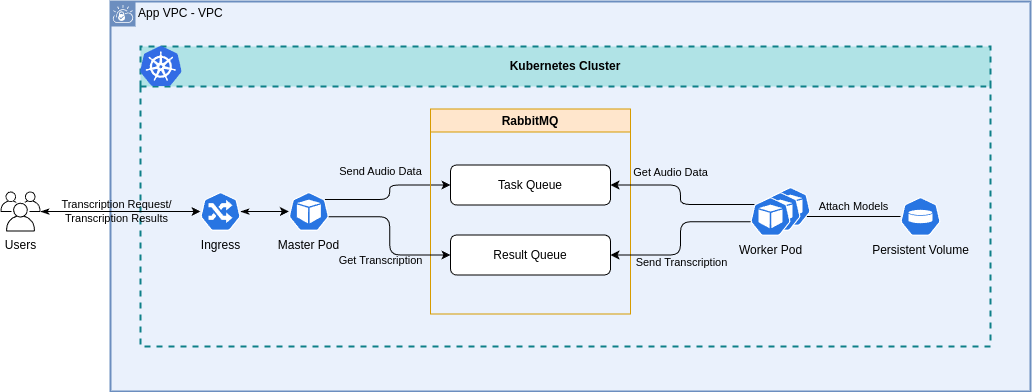 App VPC - VPC
Kubernetes Cluster
RabbitMQ
Send Audio Data
Task Queue
Get Audio Data
Transcription Request/
Transcription Results
Attach Models
Users
Ingress
Master Pod
Get Transcription
Result Queue
Send Transcription
Worker Pod
Persistent Volume